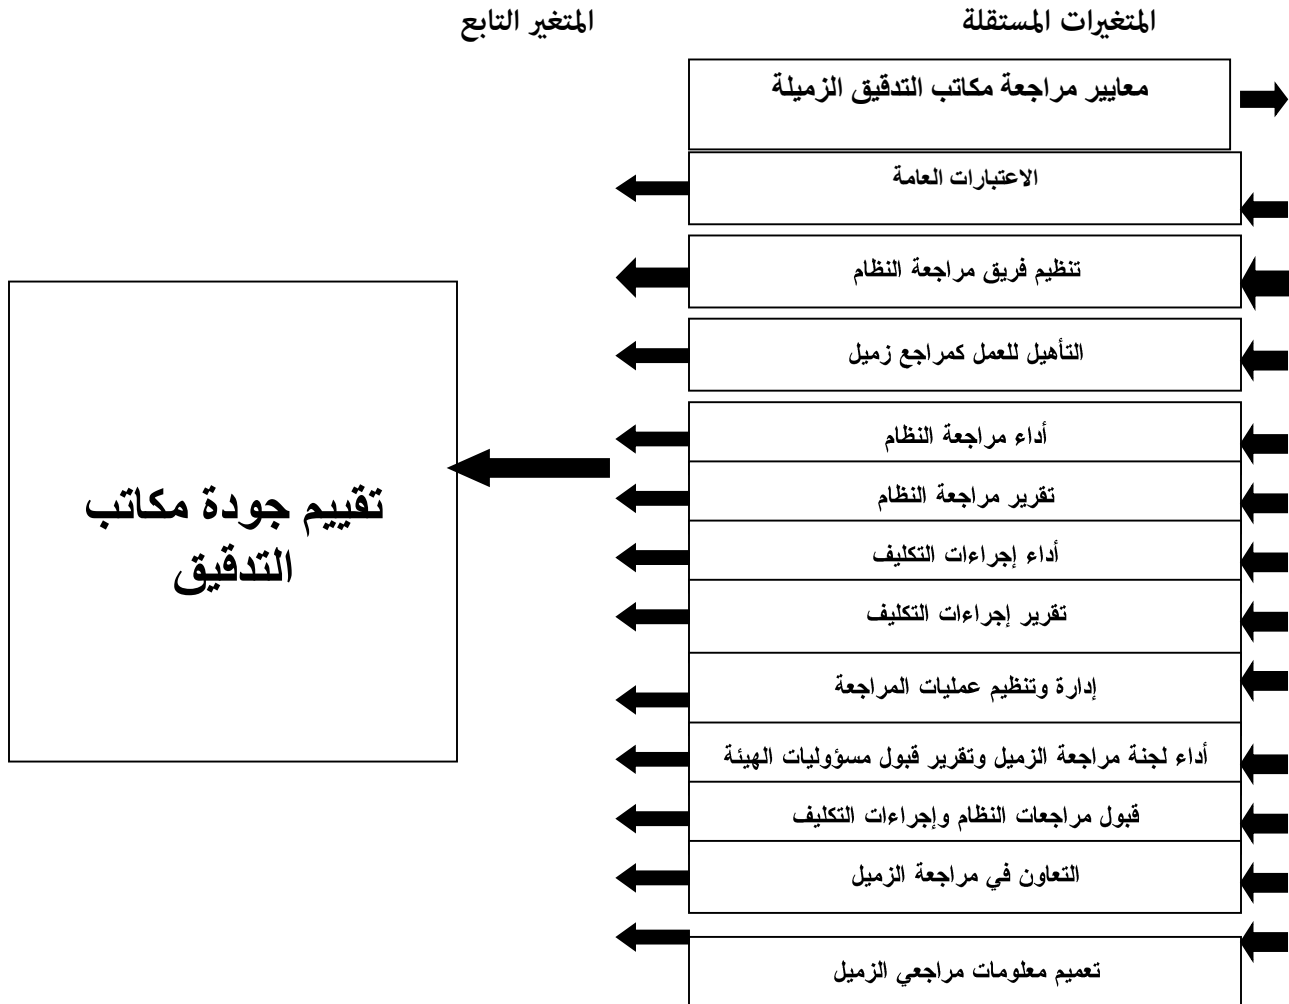 المتغيرات المستقلة
المتغير التابع
معايير مراجعة مكاتب التدقيق الزميلة
الاعتبارات العامة
تنظيم فريق مراجعة النظام
التأهيل للعمل كمراجع زميل
أداء مراجعة النظام
تقرير مراجعة النظام
أداء إجراءات التكليف
تقرير إجراءات التكليف
إدارة وتنظيم عمليات المراجعة
أداء لجنة مراجعة الزميل وتقرير قبول مسؤوليات الهيئة
قبول مراجعات النظام وإجراءات التكليف
التعاون في مراجعة الزميل
تعميم معلومات مراجعي الزميل
تقييم جودة مكاتب
التدقيق